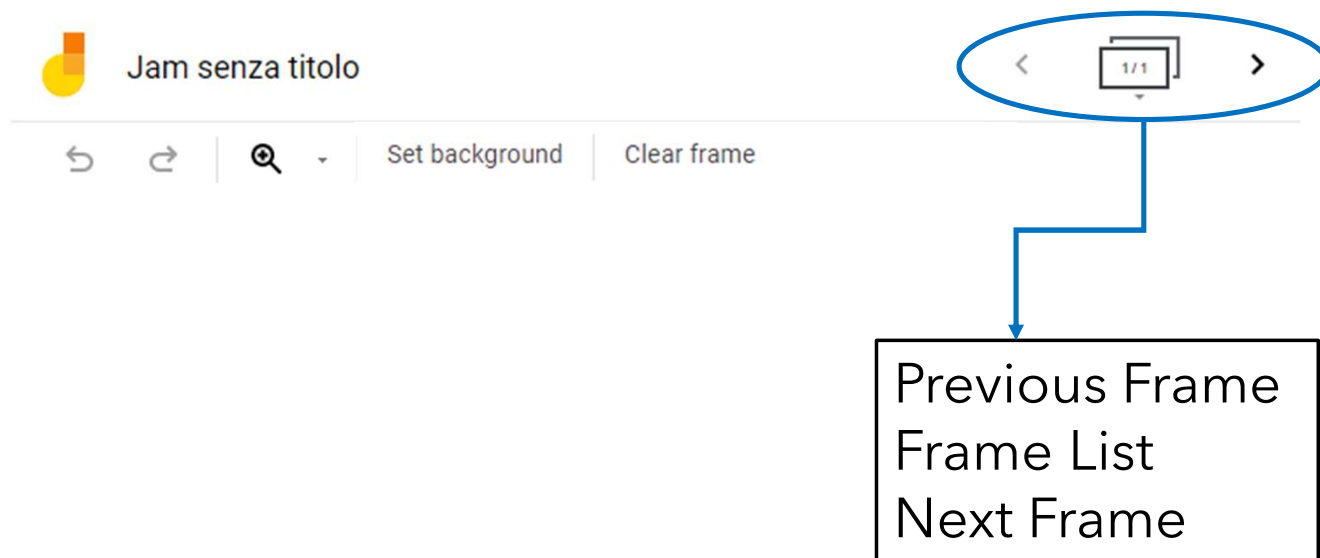 Jam senza titolo
1/1
Set background
Clear frame
Previous Frame
Frame List
Next Frame